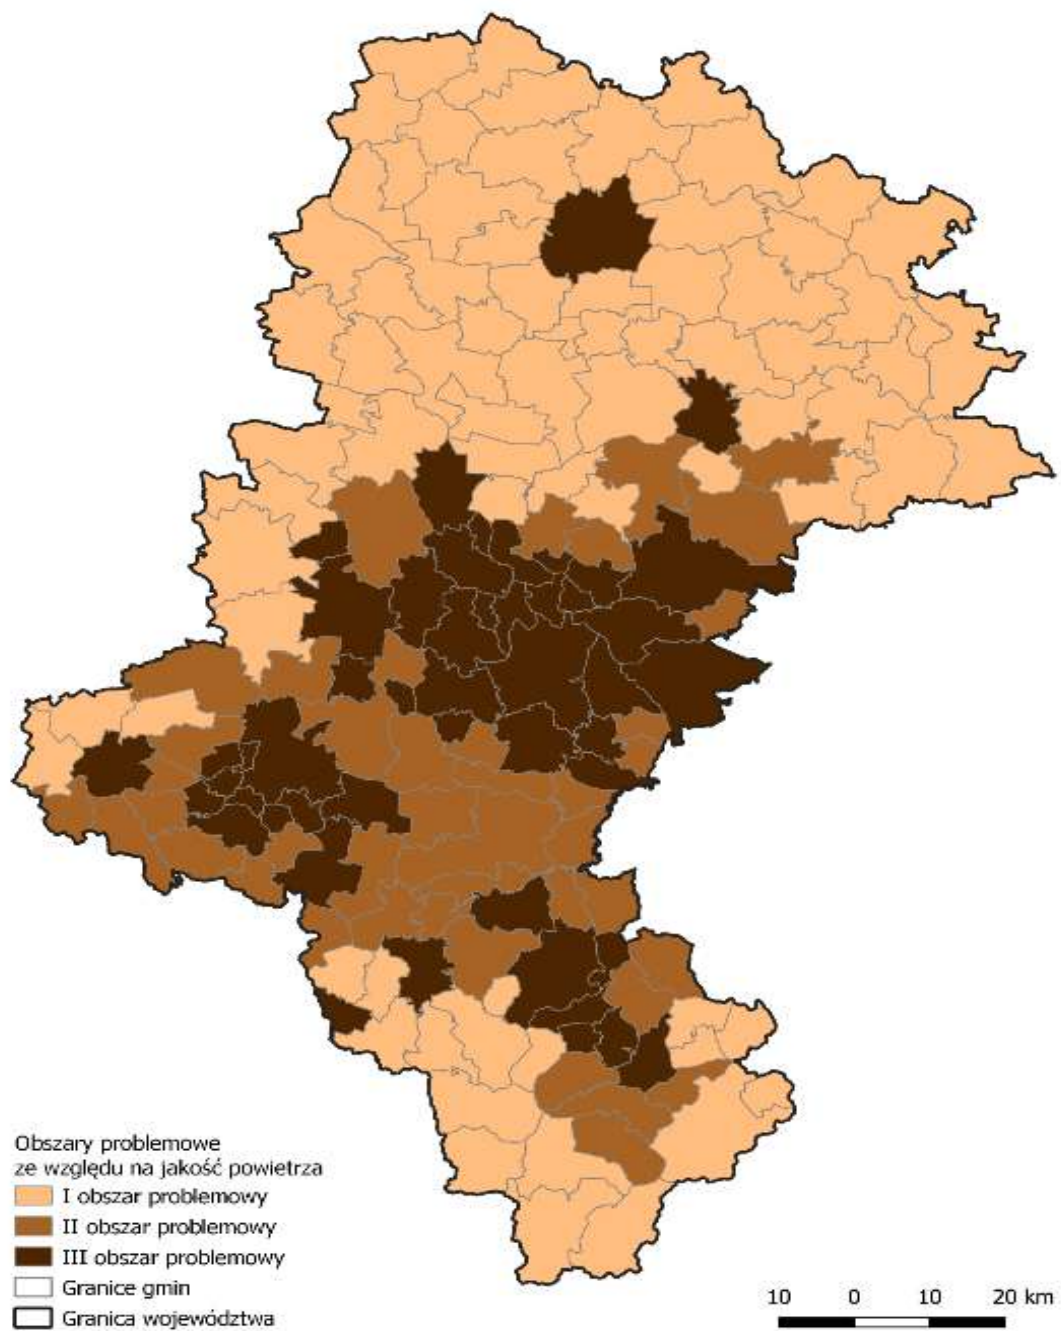 Obszary problemowe
ze względu na jakość powietrza
I obszar problemowy
II obszar problemowy
III obszar problemowy
Granice gmin
Granica województwa
10 0 10 20 km